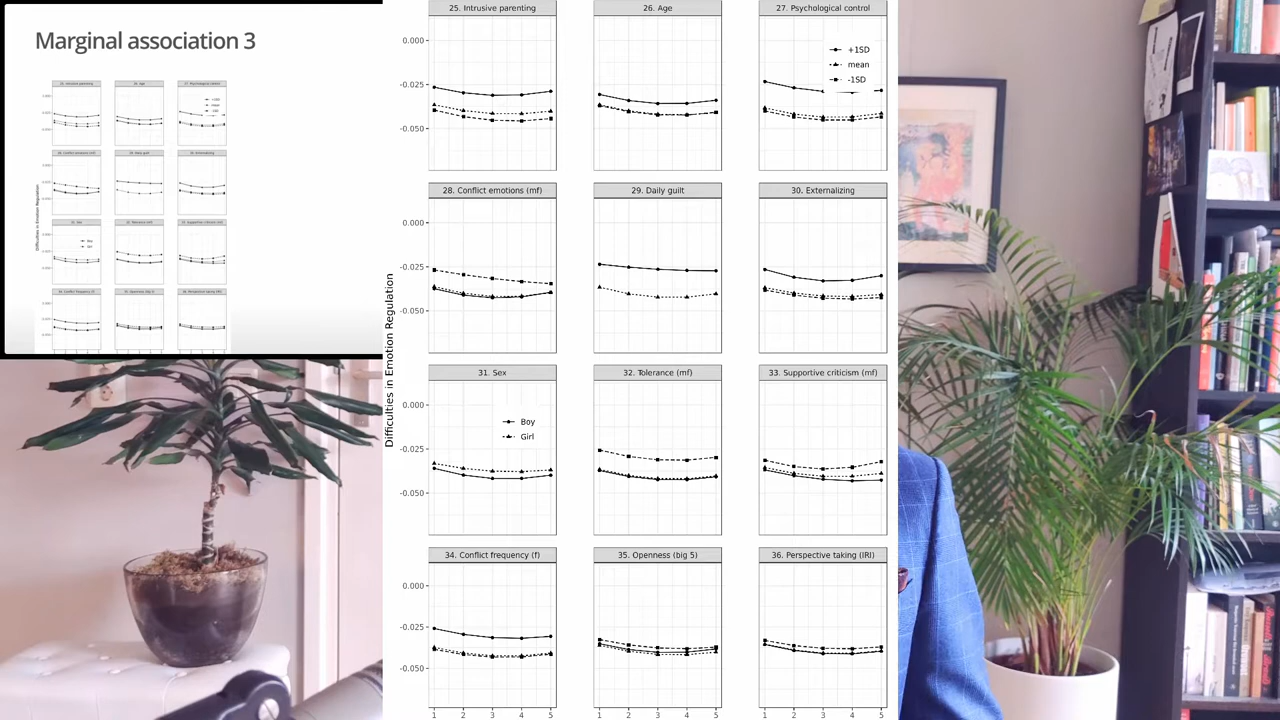 Marginal association 3
25. Intrusive parenting
26. Age
27. Psychological control
+1SD
mean
-1SD
0.000
-0.025
-0.050
28. Conflict emotions (mf)
29. Daily guilt
30. Externalizing
0.000
-0.025
-0.050
31. Sex
32. Tolerance (mf)
33. Supportive criticism (mf)
Boy
Girl
0.000
-0.025
-0.050
34. Conflict frequency (f)
35. Openness (big 5)
36. Perspective taking (IRI)
0.000
-0.025
-0.050
1 2 3 4 5
1 2 3 4 5
1 2 3 4 5
Difficulties in Emotion Regulation